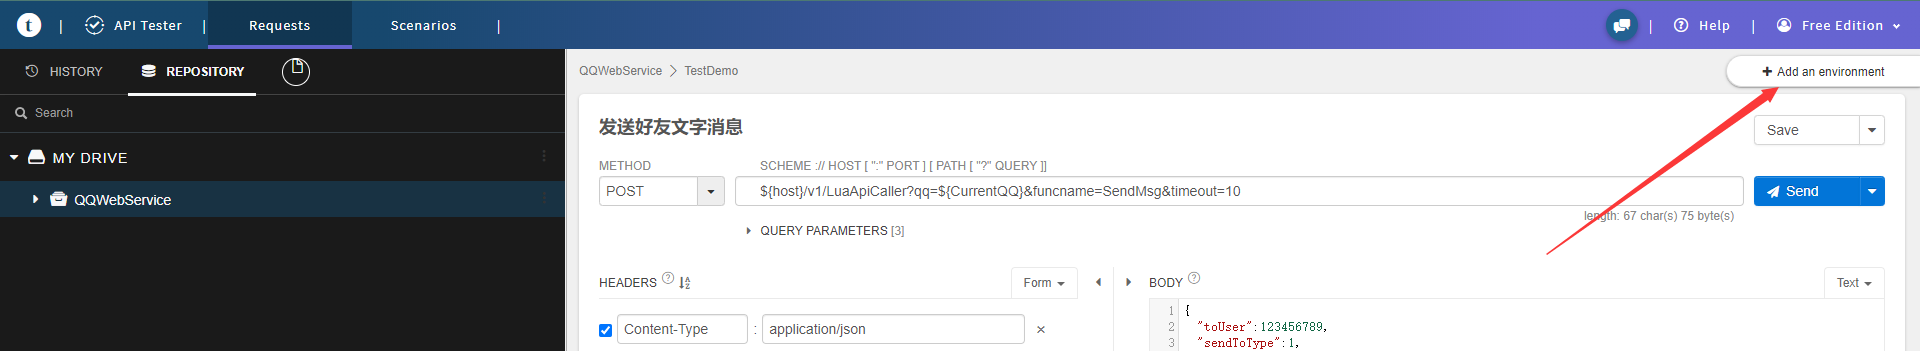 t | API Tester | Requests Scenarios | | Help | Free Edition
HISTORY REPOSITORY
QQWebService > TestDemo
+ Add an environment
Search
发送好友文字消息
Save
MY DRIVE
METHOD SCHEME :// HOST [ ":" PORT ] [ PATH [ "?" QUERY ]]
QQWebService
POST ${host}/v1/LuaApiCaller?qq=${CurrentQQ}&funcname=SendMsg&timeout=10 Send
length: 67 char(s) 75 byte(s)
QUERY PARAMETERS [3]
HEADERS ? Form BODY ? Text
Content-Type : application/json ×
1 {
2 "toUser":123456789,
3 "sendToType":1,